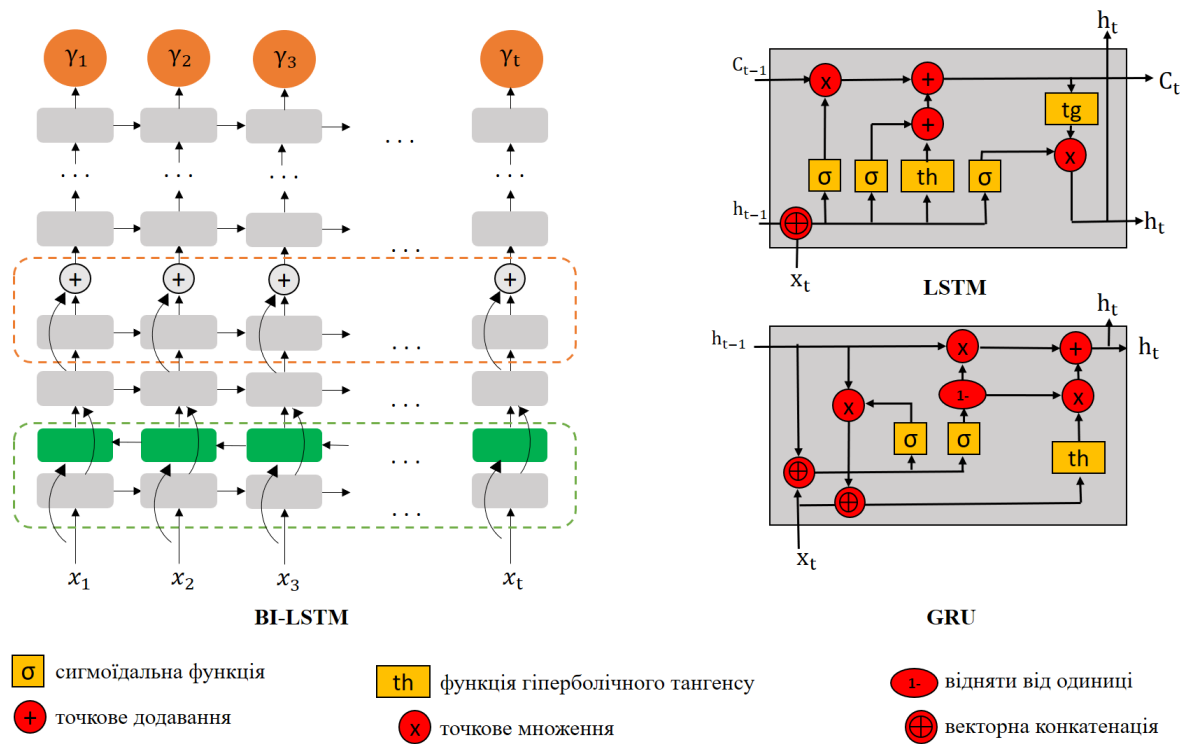 γ1 γ2 γ3 γt
. . .
. . . . . . . . . . . .
. . .
+ + + +
. . .
. . .
. . .
. . .
x1 x2 x3 xt
BI-LSTM
ht
Ct-1 x + Ct
tg
+ x
σ σ th σ
ht-1 ht
xt
LSTM
ht
ht-1 x + ht
x 1- x
σ σ th
xt
GRU
σ сигмоїдальна функція
th функція гіперболічного тангенсу
1- відняти від одиниці
+ точкове додавання
x точкове множення
векторна конкатенація